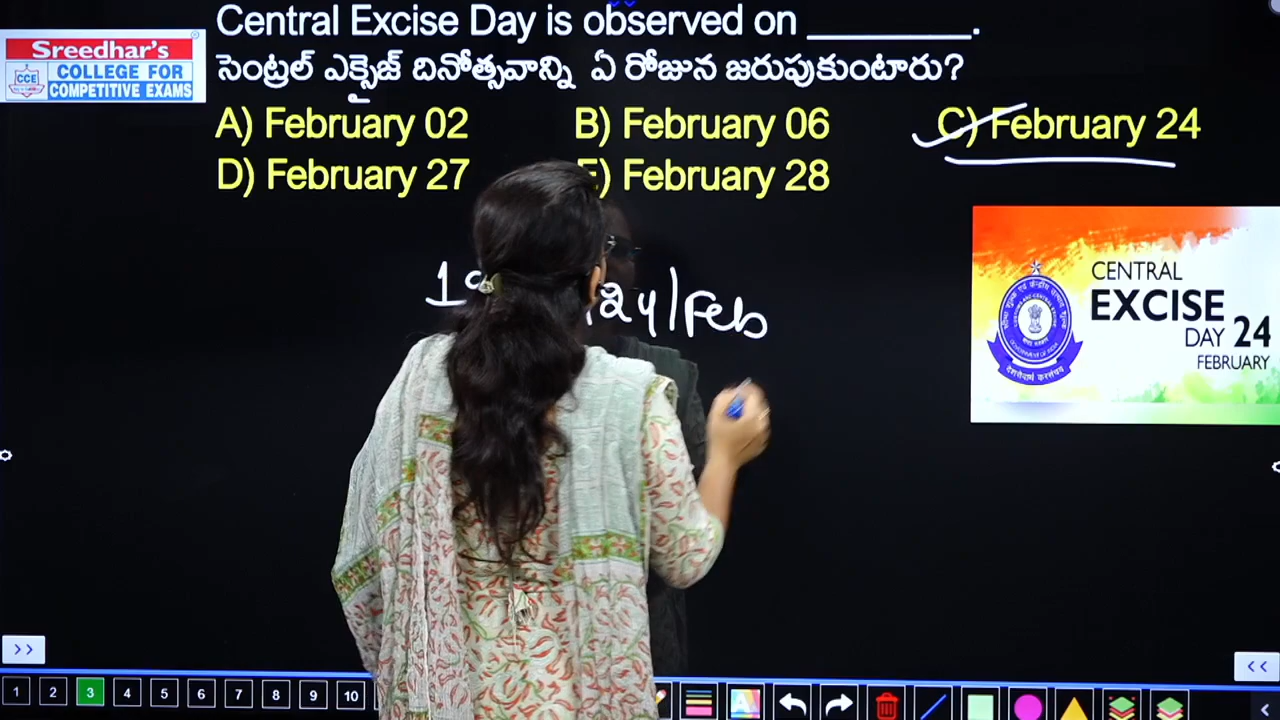 Central Excise Day is observed on _________.
Sreedhar's
CCE
COLLEGE FOR
COMPETITIVE EXAMS
సెంట్రల్ ఎక్సైజ్ దినోత్సవాన్ని ఏ రోజున జరుపుకుంటారు?
A) February 02 B) February 06 C) February 24
D) February 27 E) February 28
24/Feb
CENTRAL
EXCISE
DAY 24
FEBRUARY
>> <<
1 2 3 4 5 6 7 8 9 10